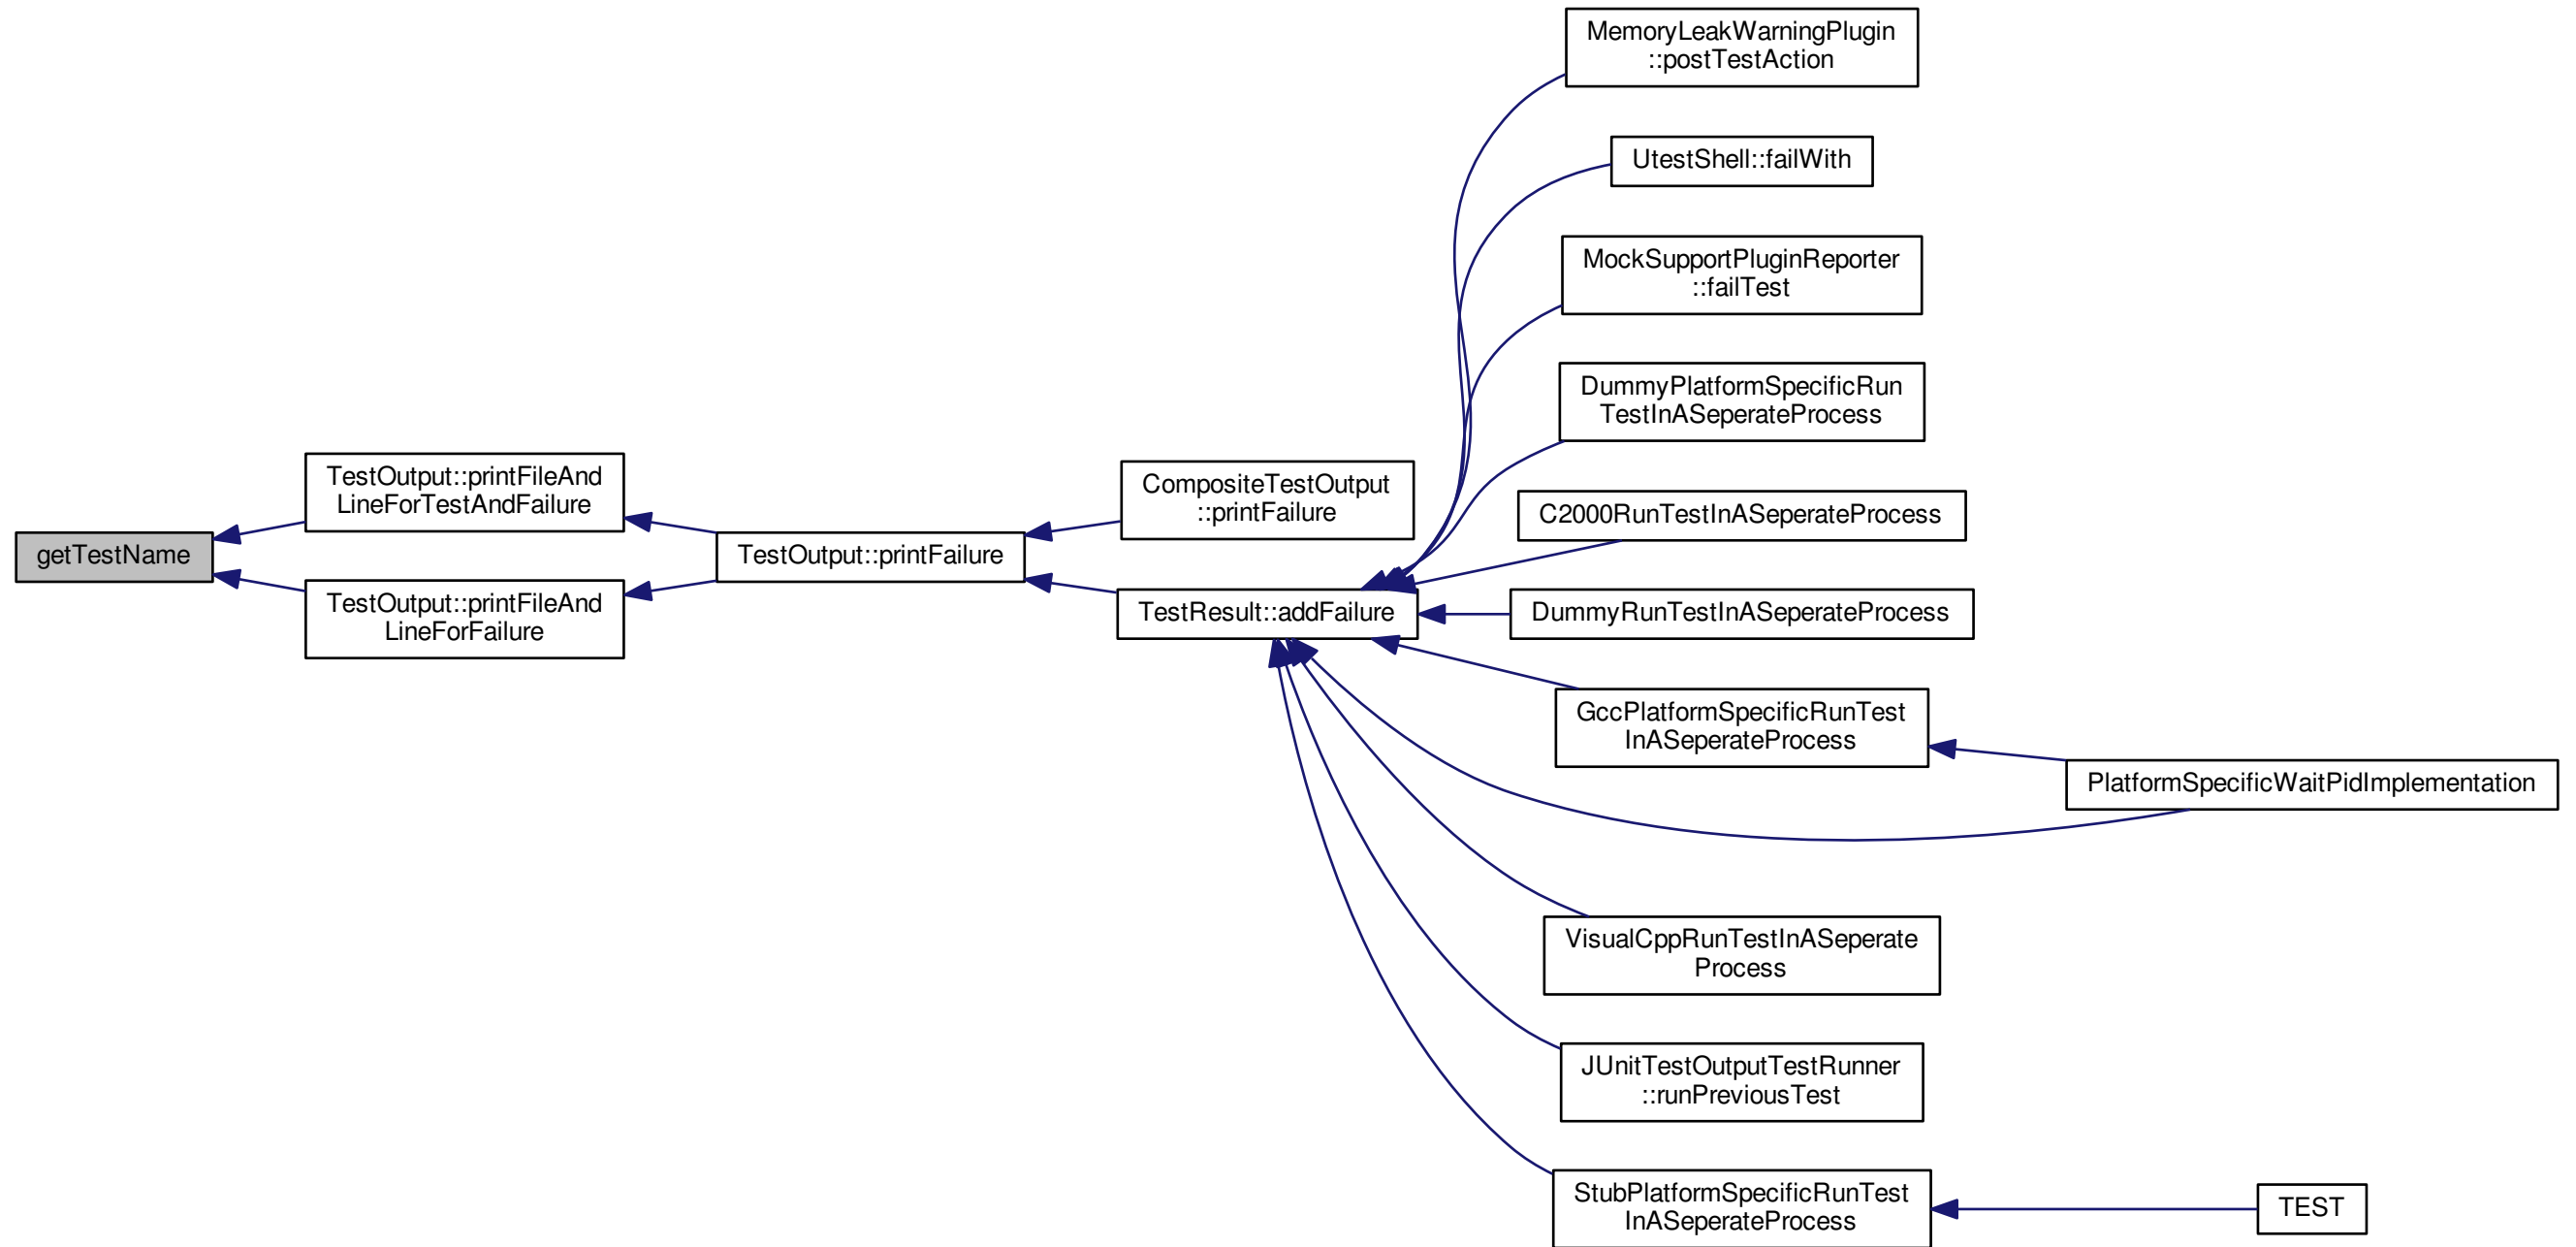 getTestName
TestOutput::printFileAnd
LineForTestAndFailure
TestOutput::printFileAnd
LineForFailure
TestOutput::printFailure
CompositeTestOutput
::printFailure
TestResult::addFailure
MemoryLeakWarningPlugin
::postTestAction
UtestShell::failWith
MockSupportPluginReporter
::failTest
DummyPlatformSpecificRun
TestInASeperateProcess
C2000RunTestInASeperateProcess
DummyRunTestInASeperateProcess
GccPlatformSpecificRunTest
InASeperateProcess
PlatformSpecificWaitPidImplementation
VisualCppRunTestInASeperate
Process
JUnitTestOutputTestRunner
::runPreviousTest
StubPlatformSpecificRunTest
InASeperateProcess
TEST